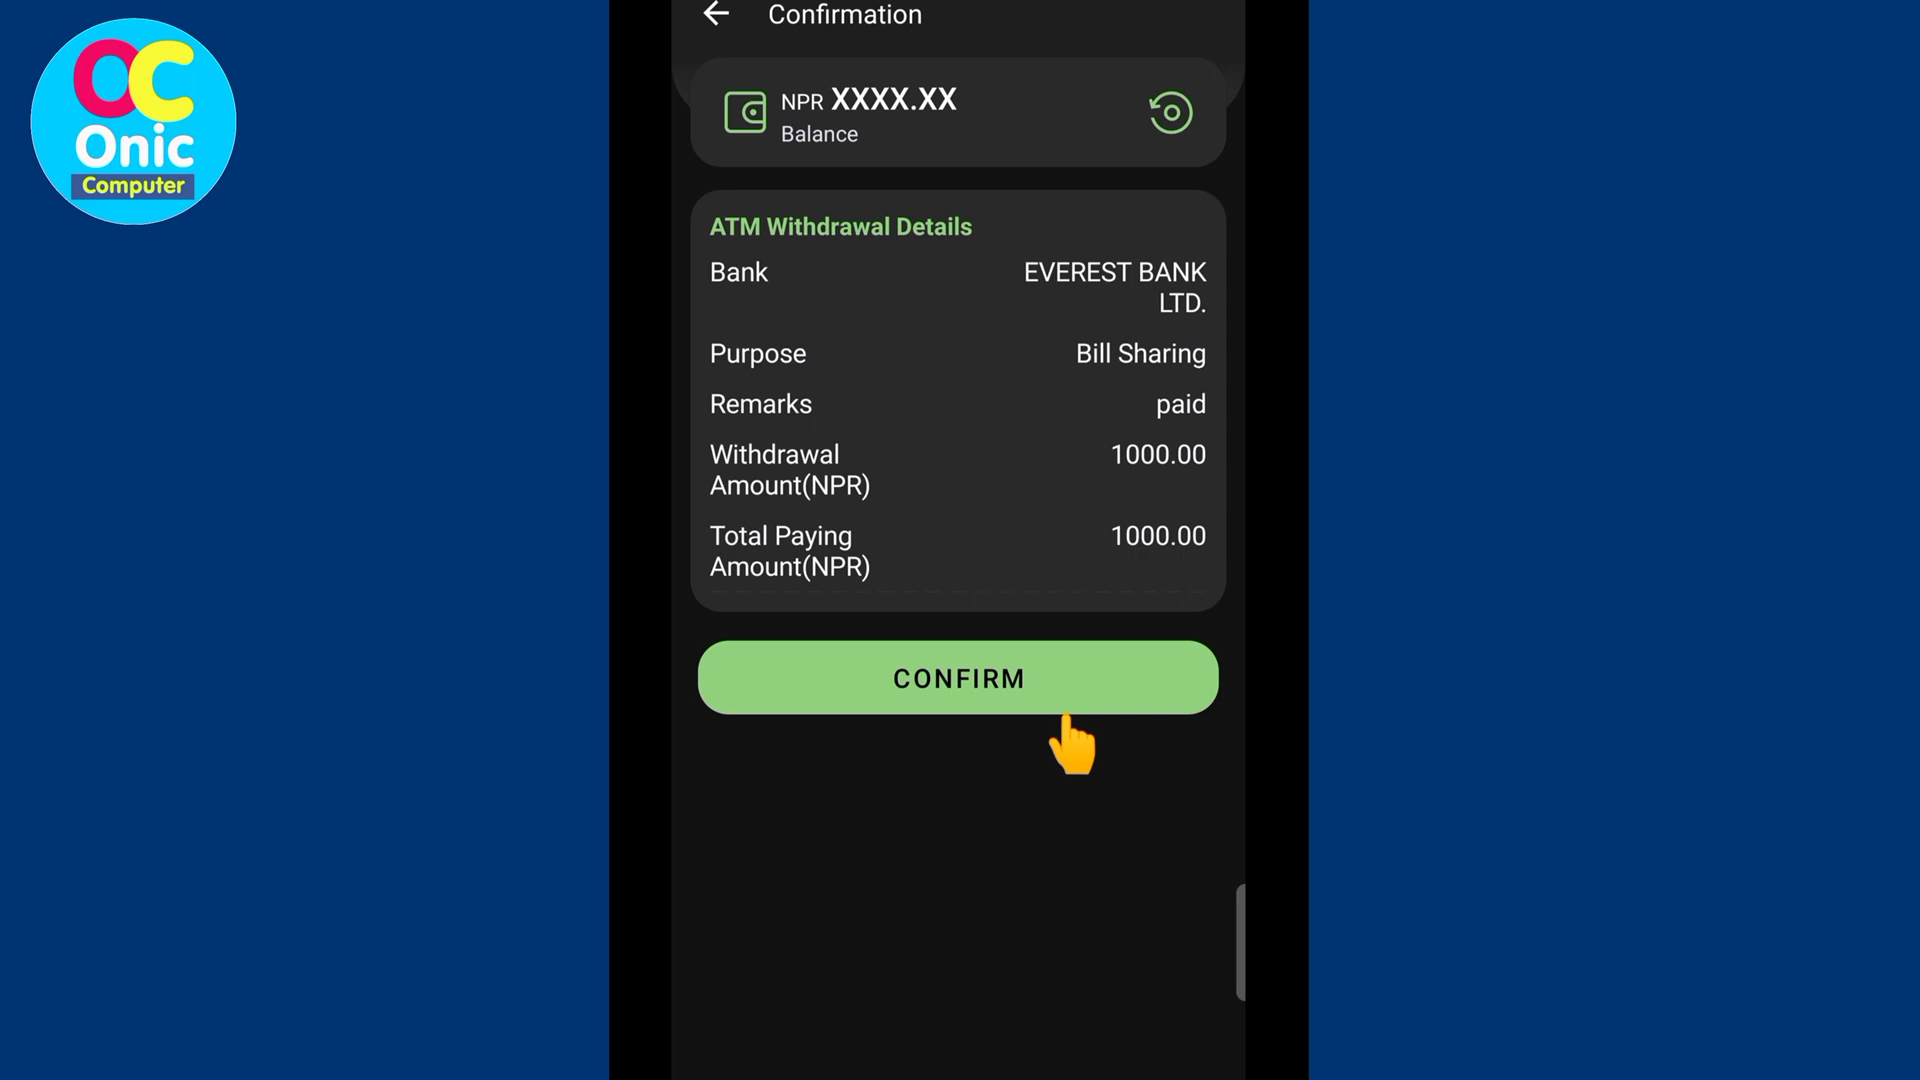 OC
Onic
Computer
Confirmation
NPR XXXX.XX
Balance
ATM Withdrawal Details
Bank EVEREST BANK
LTD.
Purpose Bill Sharing
Remarks paid
Withdrawal 1000.00
Amount(NPR)
Total Paying 1000.00
Amount(NPR)
CONFIRM